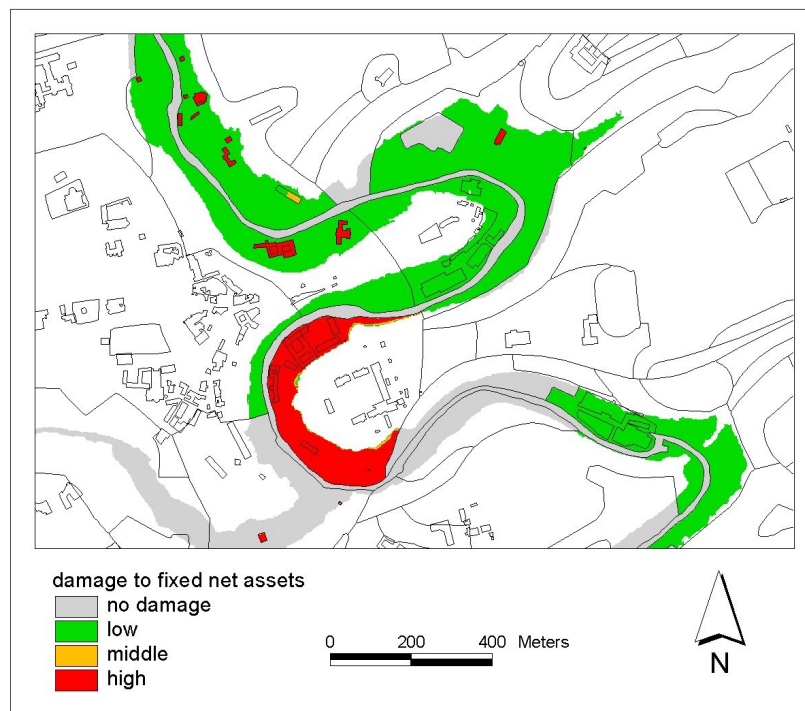 damage to fixed net assets
no damage
low
middle
high
0 200 400 Meters
N